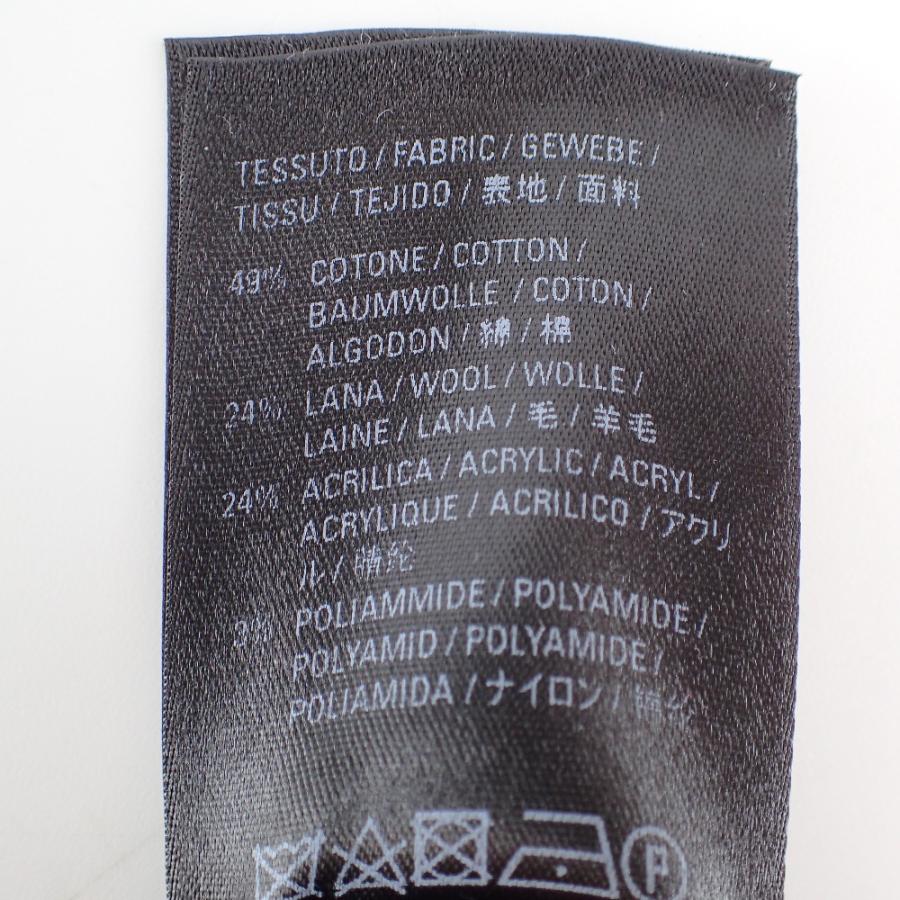 TESSUTO / FABRIC / GEWEBE /
TISSU / TEJIDO / 表地 / 面料
49% COTONE / COTTON /
BAUMWOLLE / COTON /
ALGODON / 綿 / 棉
24% LANA / WOOL / WOLLE /
LAINE / LANA / 毛 / 羊毛
24% ACRILICA / ACRYLIC / ACRYL /
ACRYLIQUE / ACRILICO / アクリ
ル / 腈纶
3% POLIAMMIDE / POLYAMIDE /
POLYAMID / POLYAMIDE /
POLIAMIDA / ナイロン /
P